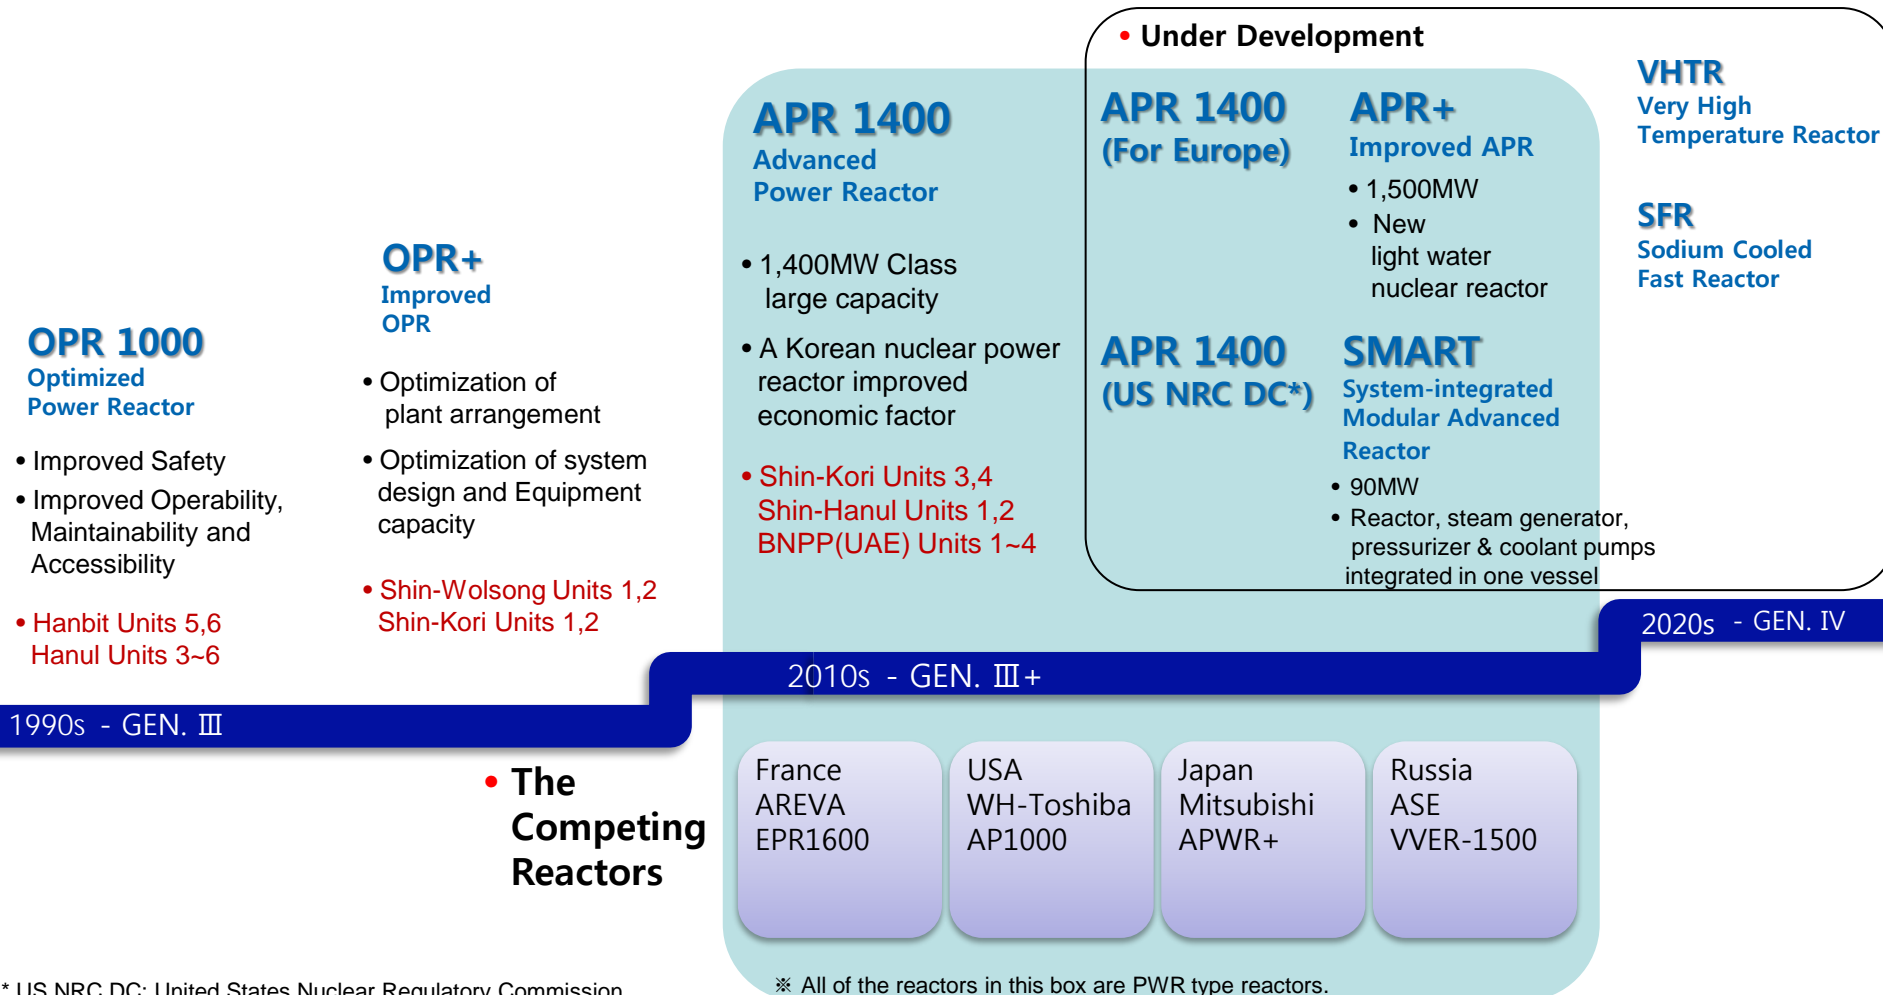 • Under Development
OPR 1000
Optimized
Power Reactor
• Improved Safety
• Improved Operability,
Maintainability and
Accessibility
• Hanbit Units 5,6
Hanul Units 3~6
OPR+
Improved
OPR
• Optimization of
plant arrangement
• Optimization of system
design and Equipment
capacity
• Shin-Wolsong Units 1,2
Shin-Kori Units 1,2
APR 1400
Advanced
Power Reactor
• 1,400MW Class
large capacity
• A Korean nuclear power
reactor improved
economic factor
• Shin-Kori Units 3,4
Shin-Hanul Units 1,2
BNPP(UAE) Units 1~4
APR 1400
(For Europe)
APR 1400
(US NRC DC*)
APR+
Improved APR
• 1,500MW
• New
light water
nuclear reactor
SMART
System-integrated
Modular Advanced
Reactor
• 90MW
• Reactor, steam generator,
pressurizer & coolant pumps
integrated in one vessel
VHTR
Very High
Temperature Reactor
SFR
Sodium Cooled
Fast Reactor
1990s - GEN. Ⅲ
2010s - GEN. Ⅲ+
2020s - GEN. IV
• The
Competing
Reactors
France
AREVA
EPR1600
USA
WH-Toshiba
AP1000
Japan
Mitsubishi
APWR+
Russia
ASE
VVER-1500
※ All of the reactors in this box are PWR type reactors.
* US NRC DC: United States Nuclear Regulatory Commission